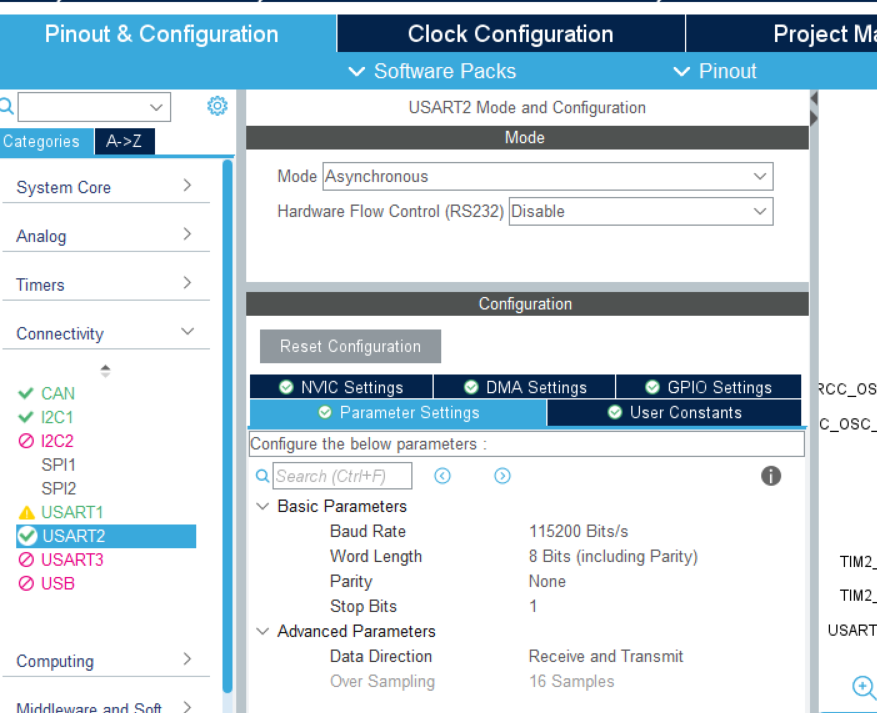 Pinout & Configuration
Clock Configuration
Software Packs
Pinout
Categories
A->Z
System Core
Analog
Timers
Connectivity
CAN
I2C1
I2C2
SPI1
SPI2
USART1
USART2
USART3
USB
Computing
Middleware and Soft
USART2 Mode and Configuration
Mode
Mode Asynchronous
Hardware Flow Control (RS232) Disable
Configuration
Reset Configuration
NVIC Settings
DMA Settings
GPIO Settings
Parameter Settings
User Constants
Configure the below parameters :
Search (Ctrl+F)
Basic Parameters
Baud Rate 115200 Bits/s
Word Length 8 Bits (including Parity)
Parity None
Stop Bits 1
Advanced Parameters
Data Direction Receive and Transmit
Over Sampling 16 Samples
Project Ma
RCC_OS
C_OSC_
TIM2_
TIM2_
USART